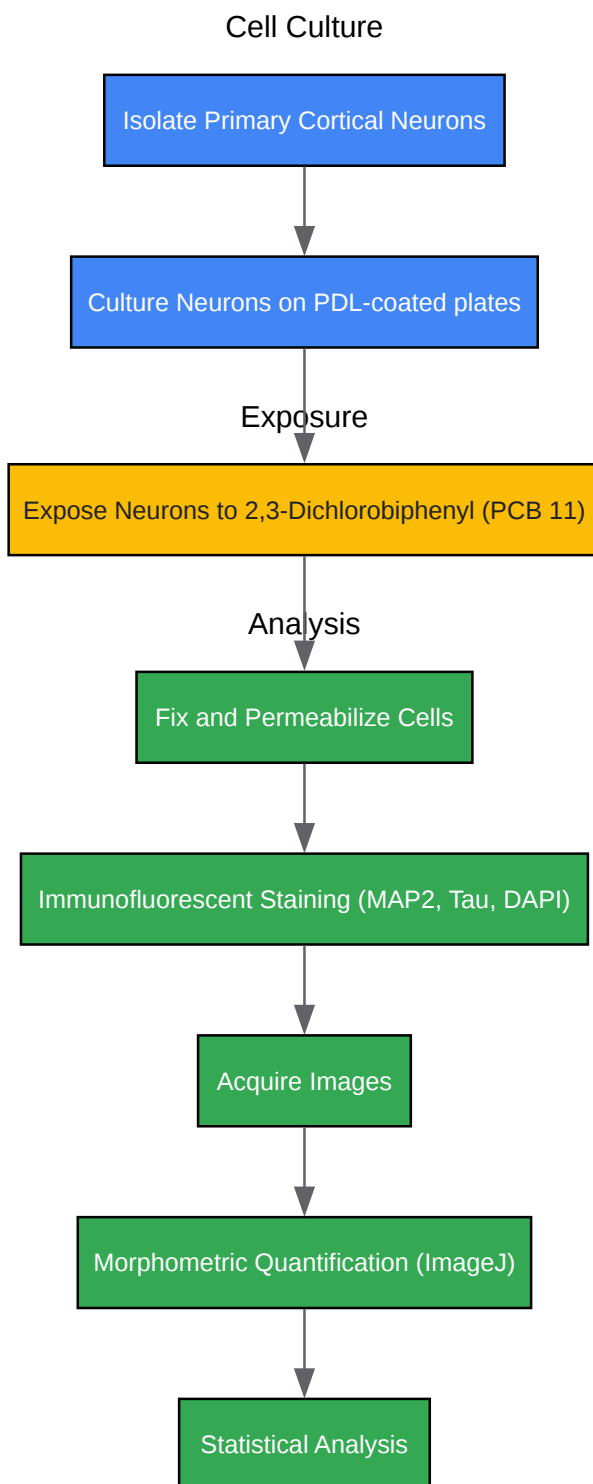 Cell Culture
Isolate Primary Cortical Neurons
Culture Neurons on PDL-coated plates
Exposure
Expose Neurons to 2,3-Dichlorobiphenyl (PCB 11)
Analysis
Fix and Permeabilize Cells
Immunofluorescent Staining (MAP2, Tau, DAPI)
Acquire Images
Morphometric Quantification (ImageJ)
Statistical Analysis